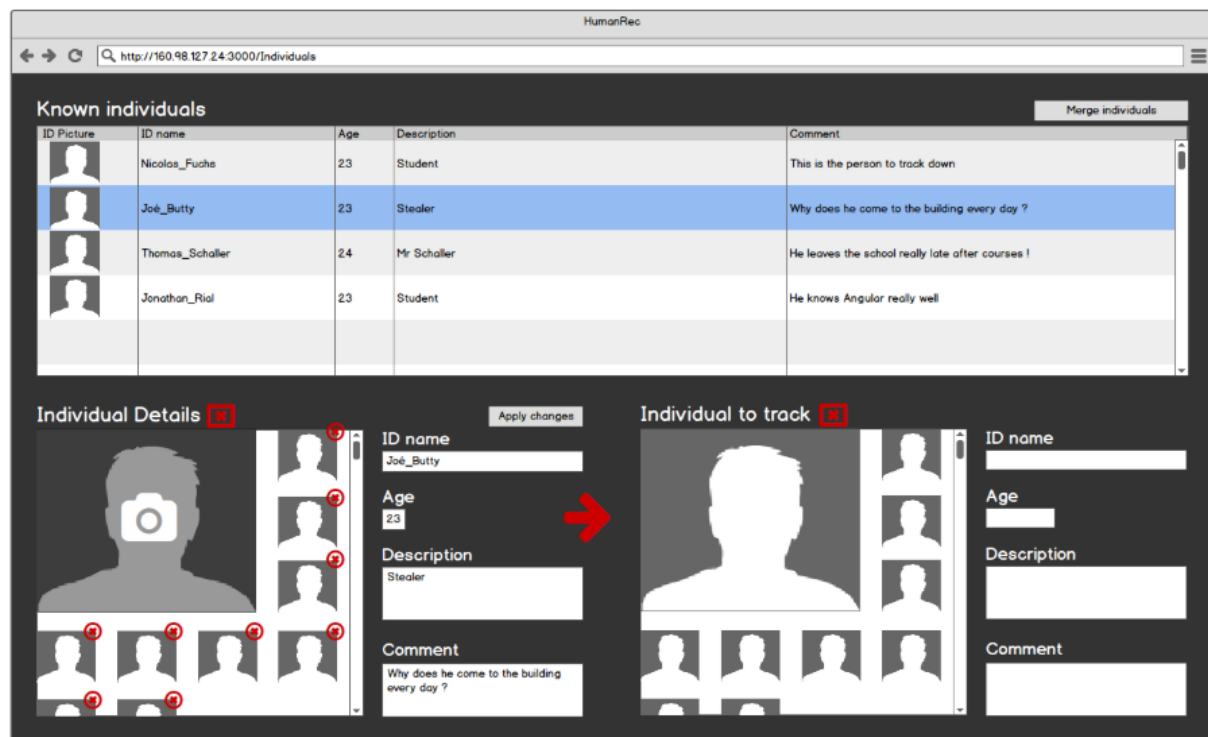 HumanRec
http://160.98.127.24:3000/Individuals
Known individuals
Merge individuals
ID Picture ID name Age Description Comment
Nicolas_Fuchs 23 Student This is the person to track down
Joé_Butty 23 Stealer Why does he come to the building every day ?
Thomas_Schaller 24 Mr Schaller He leaves the school really late after courses !
Jonathan_Rial 23 Student He knows Angular really well
Individual Details
Apply changes
ID name
Joé_Butty
Age
23
Description
Stealer
Comment
Why does he come to the building
every day ?
Individual to track
ID name
Age
Description
Comment